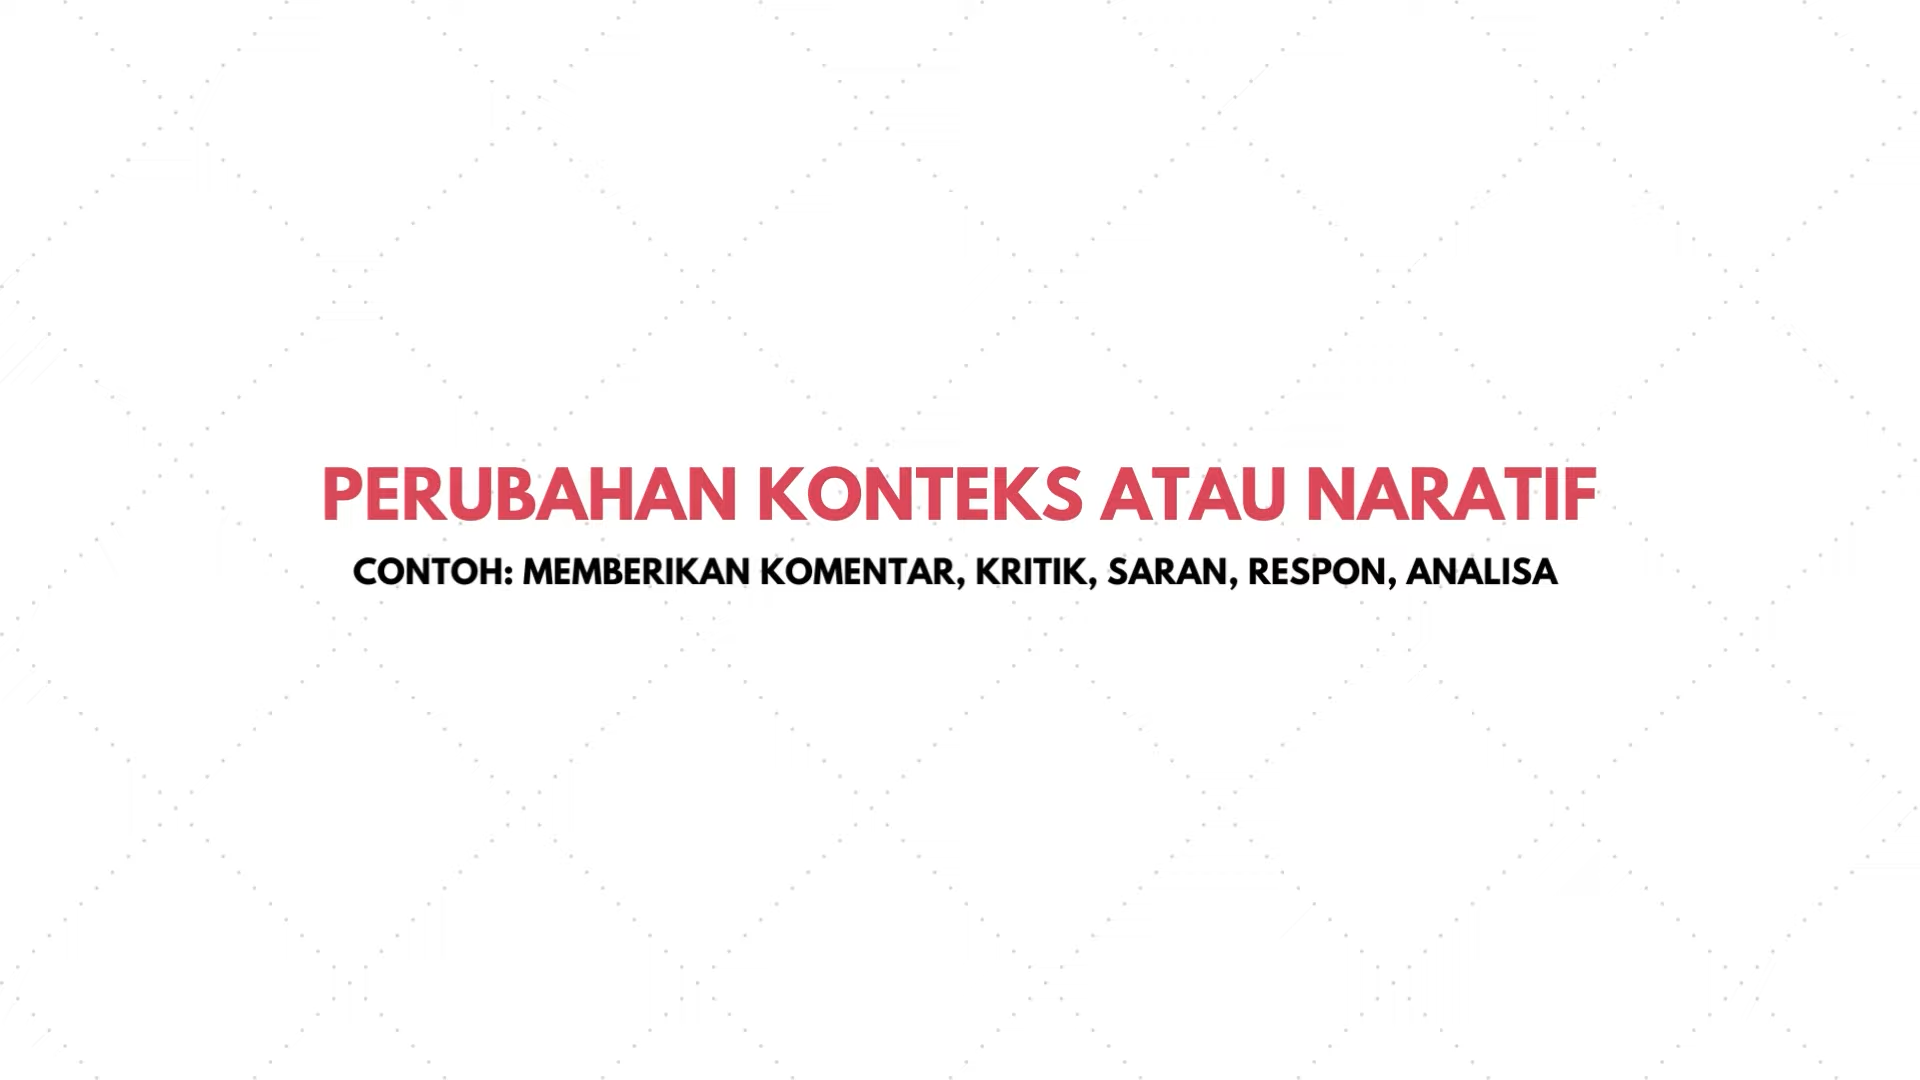 PERUBAHAN KONTEKS ATAU NARATIF
CONTOH: MEMBERIKAN KOMENTAR, KRITIK, SARAN, RESPON, ANALISA